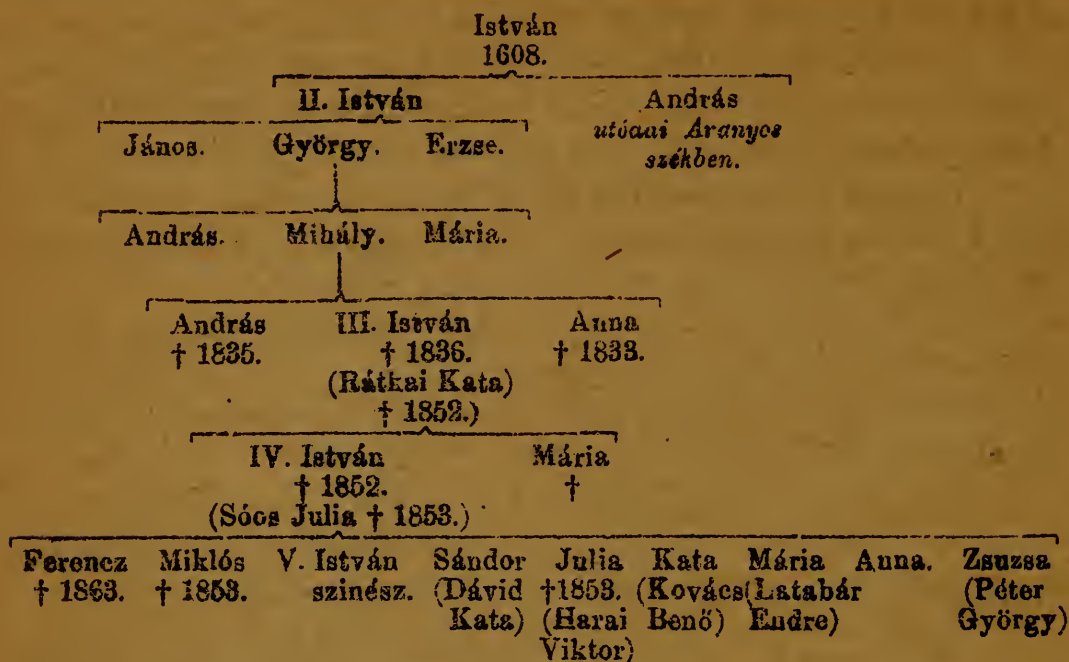 István
1608.
II. István András
utódai Aranyos
székben.
János. György. Erzse.
András. Mihály. Mária.
András III. István Anna
† 1835. † 1836. † 1833.
(Rátkai Kata)
† 1852.)
IV. István Mária
† 1852. †
(Sóos Julia † 1853.)
Ferencz Miklós V. István Sándor Julia Kata Mária Anna. Zsuzsa
† 1863. † 1853. szinész. (Dávid †1853. (Kovács (Latabár (Péter
Kata) (Harai Benő) Endre) György)
Viktor)